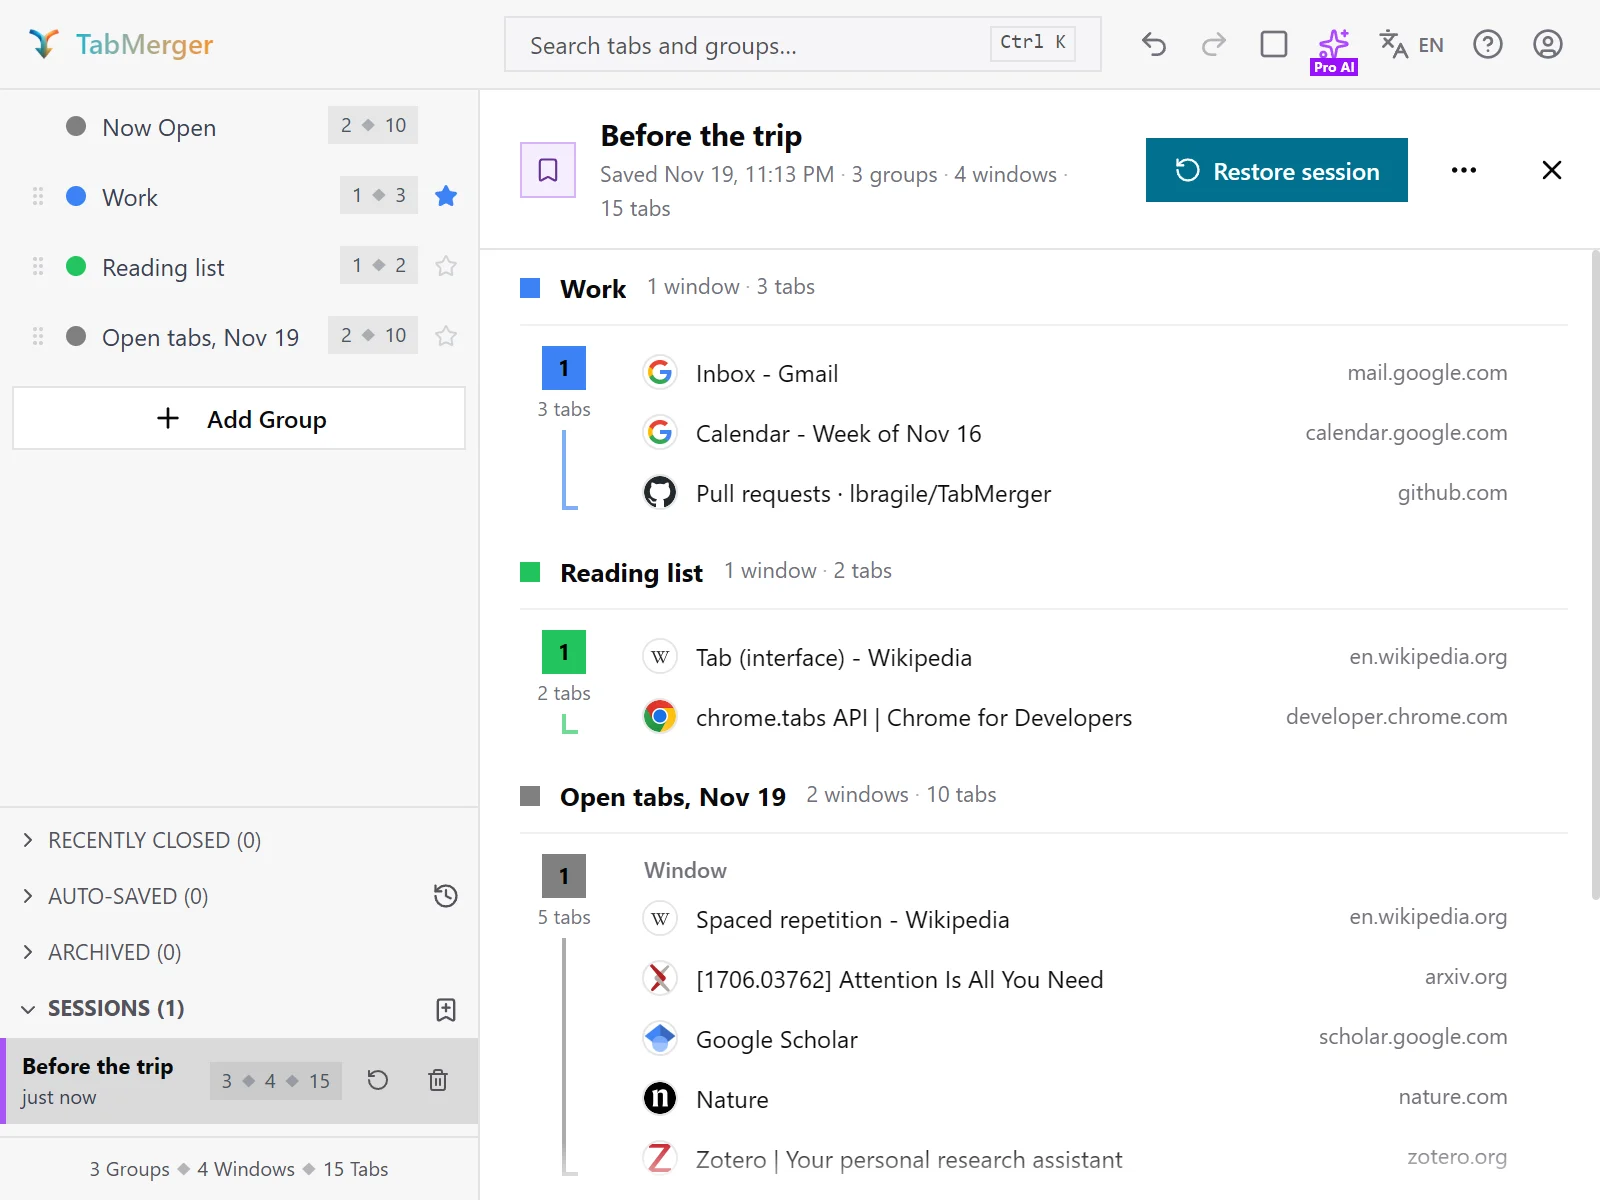 TabMerger
Search tabs and groups...
Ctrl K
Pro AI
EN
Now Open
2 ◆ 10
Work
1 ◆ 3
Reading list
1 ◆ 2
Open tabs, Nov 19
2 ◆ 10
Add Group
RECENTLY CLOSED (0)
AUTO-SAVED (0)
ARCHIVED (0)
SESSIONS (1)
Before the trip
just now
3 ◆ 4 ◆ 15
3 Groups ◆ 4 Windows ◆ 15 Tabs
Before the trip
Saved Nov 19, 11:13 PM · 3 groups · 4 windows ·
15 tabs
Restore session
Work
1 window · 3 tabs
1
3 tabs
Inbox - Gmail
mail.google.com
Calendar - Week of Nov 16
calendar.google.com
Pull requests · lbragile/TabMerger
github.com
Reading list
1 window · 2 tabs
1
2 tabs
W
Tab (interface) - Wikipedia
en.wikipedia.org
chrome.tabs API | Chrome for Developers
developer.chrome.com
Open tabs, Nov 19
2 windows · 10 tabs
1
5 tabs
Window
W
Spaced repetition - Wikipedia
en.wikipedia.org
[1706.03762] Attention Is All You Need
arxiv.org
Google Scholar
scholar.google.com
n
Nature
nature.com
Z
Zotero | Your personal research assistant
zotero.org